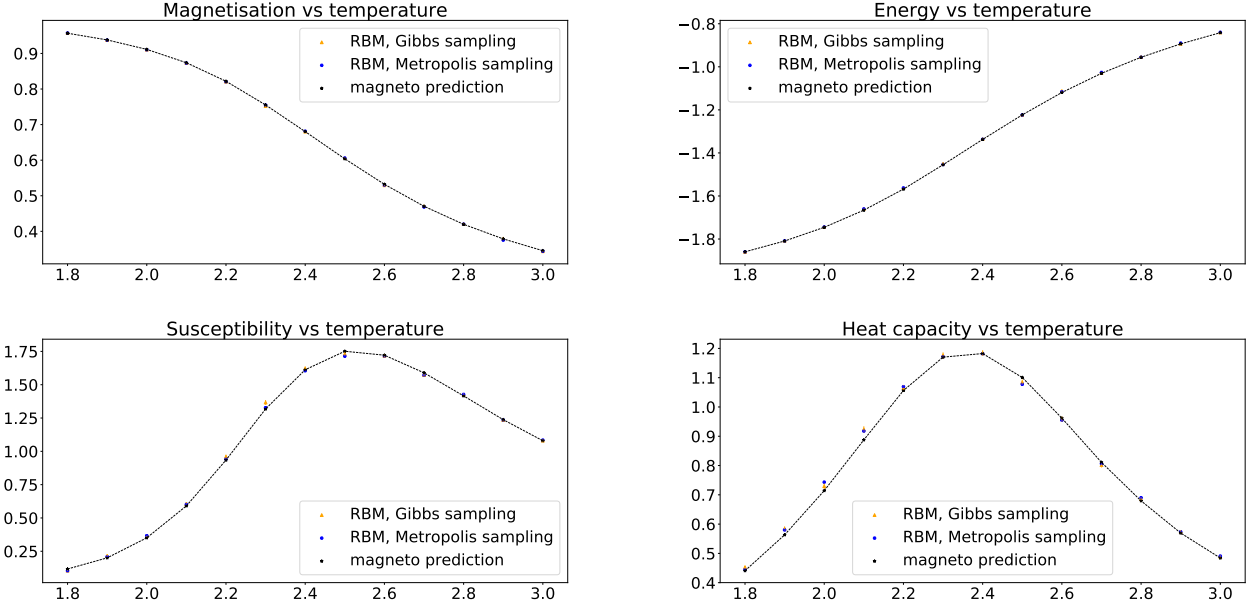 Magnetisation vs temperature
0.9
0.8
0.7
0.6
0.5
0.4
RBM, Gibbs sampling
RBM, Metropolis sampling
magneto prediction
1.8 2.0 2.2 2.4 2.6 2.8 3.0
Energy vs temperature
−0.8
−1.0
−1.2
−1.4
−1.6
−1.8
RBM, Gibbs sampling
RBM, Metropolis sampling
magneto prediction
1.8 2.0 2.2 2.4 2.6 2.8 3.0
Susceptibility vs temperature
1.75
1.50
1.25
1.00
0.75
0.50
0.25
RBM, Gibbs sampling
RBM, Metropolis sampling
magneto prediction
1.8 2.0 2.2 2.4 2.6 2.8 3.0
Heat capacity vs temperature
1.2
1.1
1.0
0.9
0.8
0.7
0.6
0.5
0.4
RBM, Gibbs sampling
RBM, Metropolis sampling
magneto prediction
1.8 2.0 2.2 2.4 2.6 2.8 3.0